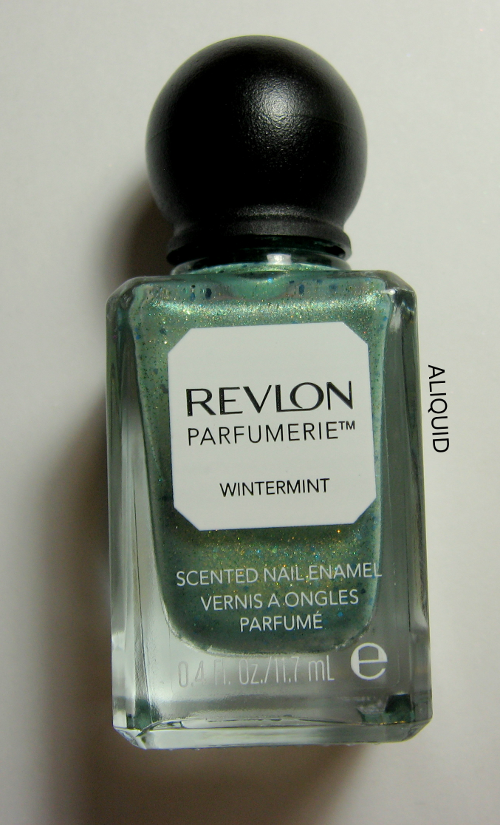 REVLON
PARFUMERIE™
WINTERMINT
SCENTED NAIL ENAMEL
VERNIS A ONGLES
PARFUMÉ
0.4 Fl. Oz./11.7 mL e
ALIQUID